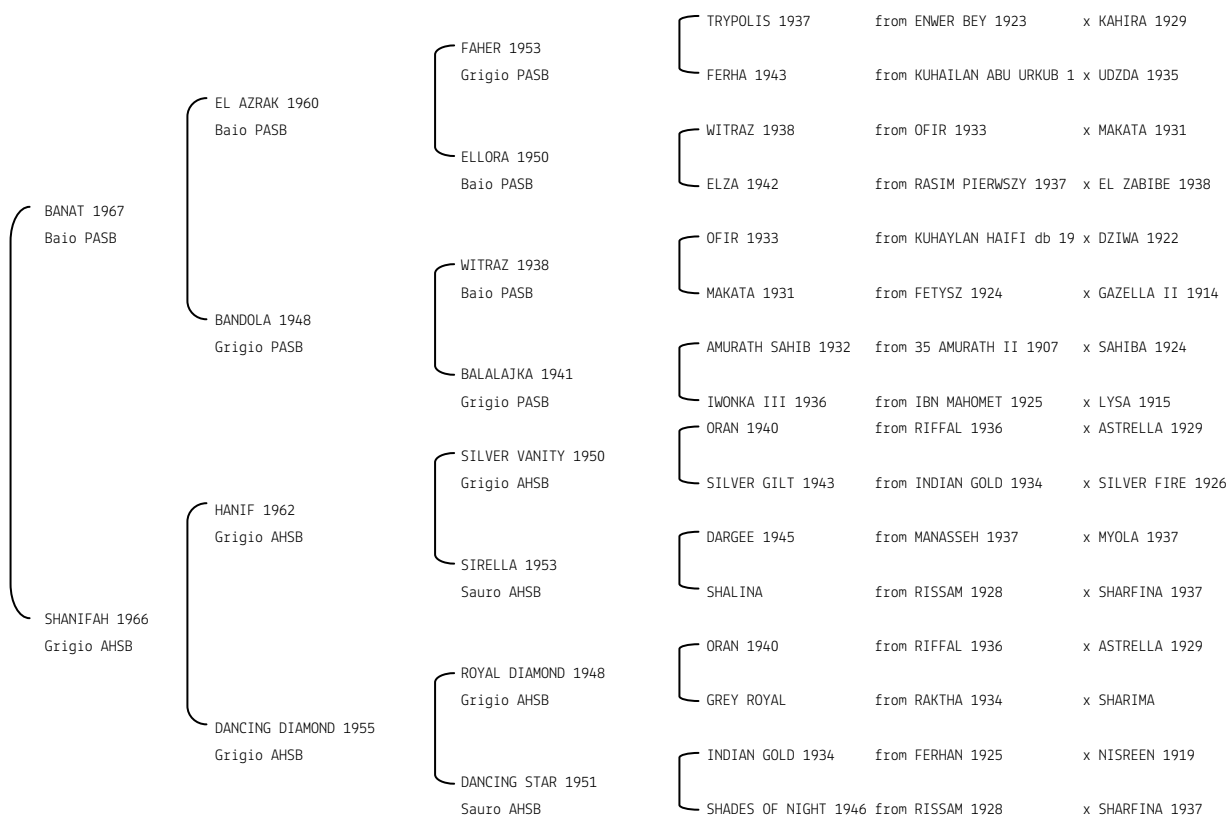 TRYPOLIS 1937 from ENWER BEY 1923 x KAHIRA 1929
FAHER 1953
Grigio PASB
FERHA 1943 from KUHAILAN ABU URKUB 1 x UDZDA 1935
EL AZRAK 1960
Baio PASB
WITRAZ 1938 from OFIR 1933 x MAKATA 1931
ELLORA 1950
Baio PASB
ELZA 1942 from RASIM PIERWSZY 1937 x EL ZABIBE 1938
BANAT 1967
Baio PASB
OFIR 1933 from KUHAYLAN HAIFI db 19 x DZIWA 1922
WITRAZ 1938
Baio PASB
MAKATA 1931 from FETYSZ 1924 x GAZELLA II 1914
BANDOLA 1948
Grigio PASB
AMURATH SAHIB 1932 from 35 AMURATH II 1907 x SAHIBA 1924
BALALAJKA 1941
Grigio PASB
IWONKA III 1936 from IBN MAHOMET 1925 x LYSA 1915
ORAN 1940 from RIFFAL 1936 x ASTRELLA 1929
SILVER VANITY 1950
Grigio AHSB
SILVER GILT 1943 from INDIAN GOLD 1934 x SILVER FIRE 1926
HANIF 1962
Grigio AHSB
DARGEE 1945 from MANASSEH 1937 x MYOLA 1937
SIRELLA 1953
Sauro AHSB
SHALINA from RISSAM 1928 x SHARFINA 1937
SHANIFAH 1966
Grigio AHSB
ORAN 1940 from RIFFAL 1936 x ASTRELLA 1929
ROYAL DIAMOND 1948
Grigio AHSB
GREY ROYAL from RAKTHA 1934 x SHARIMA
DANCING DIAMOND 1955
Grigio AHSB
INDIAN GOLD 1934 from FERHAN 1925 x NISREEN 1919
DANCING STAR 1951
Sauro AHSB
SHADES OF NIGHT 1946 from RISSAM 1928 x SHARFINA 1937